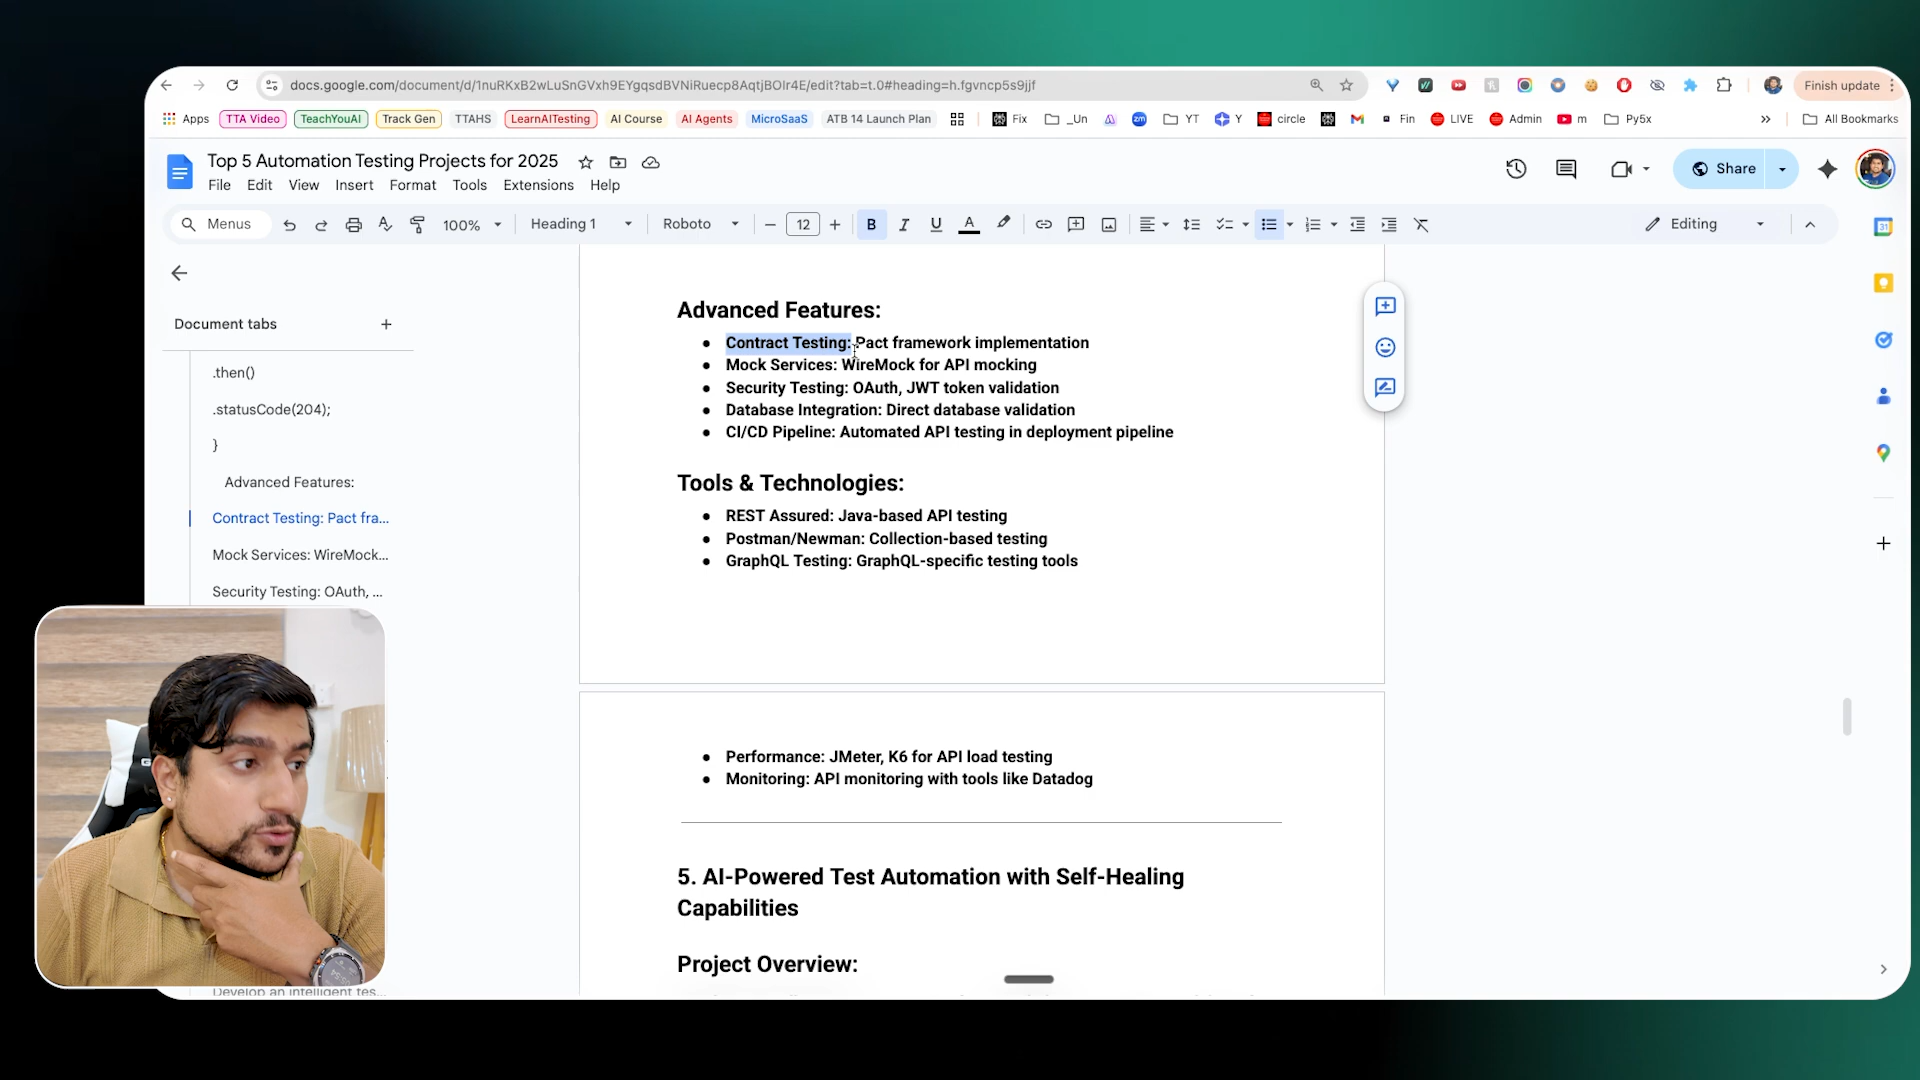 docs.google.com/document/d/1nuRKxB2wLuSnGVxh9EYgqsdBVNiRuecp8AqtjBOlr4E/edit?tab=t.0#heading=h.fgvncp5s9jjf
Finish update
Apps
TTA Video
TeachYouAI
Track Gen
TTAHS
LearnAITesting
AI Course
AI Agents
MicroSaaS
ATB 14 Launch Plan
Fix
_Un
zm
YT
Y
circle
Fin
LIVE
Admin
m
Py5x
All Bookmarks
Top 5 Automation Testing Projects for 2025
File Edit View Insert Format Tools Extensions Help
Share
Menus
100%
Heading 1
Roboto
12
Editing
Document tabs
.then()
.statusCode(204);
}
Advanced Features:
Contract Testing: Pact fra...
Mock Services: WireMock...
Security Testing: OAuth, ...
Develop an intelligent tes...
Advanced Features:
● Contract Testing: Pact framework implementation
● Mock Services: WireMock for API mocking
● Security Testing: OAuth, JWT token validation
● Database Integration: Direct database validation
● CI/CD Pipeline: Automated API testing in deployment pipeline
Tools & Technologies:
● REST Assured: Java-based API testing
● Postman/Newman: Collection-based testing
● GraphQL Testing: GraphQL-specific testing tools
● Performance: JMeter, K6 for API load testing
● Monitoring: API monitoring with tools like Datadog
5. AI-Powered Test Automation with Self-Healing
Capabilities
Project Overview:
31